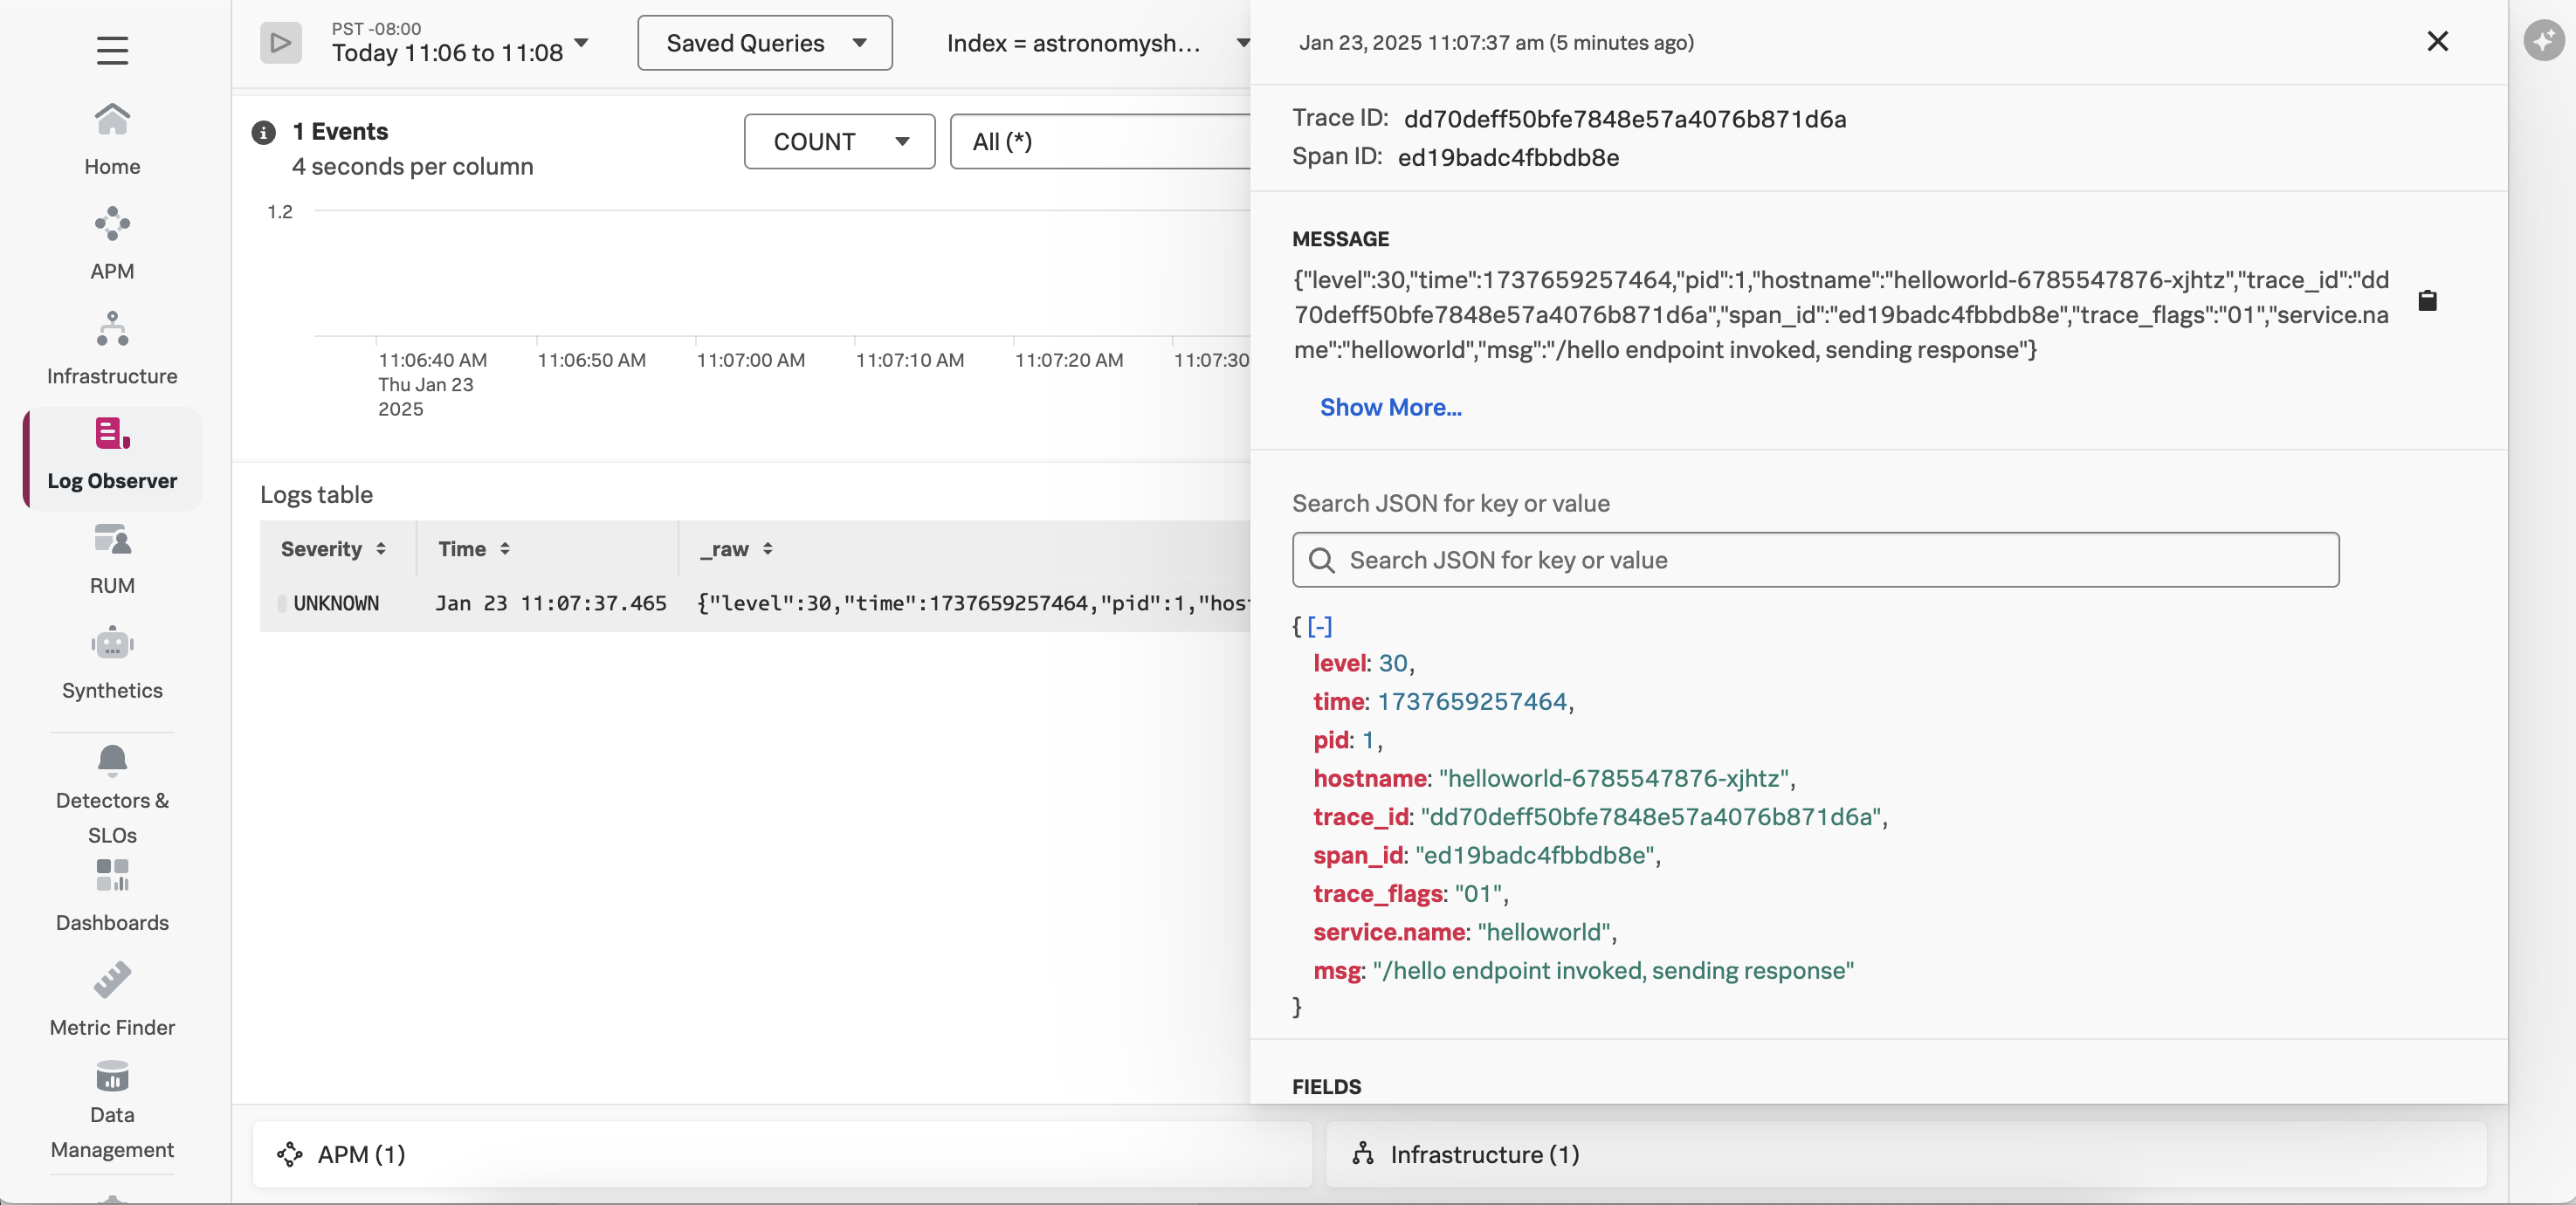 Home
APM
Infrastructure
Log Observer
RUM
Synthetics
Detectors &
SLOs
Dashboards
Metric Finder
Data
Management
PST -08:00
Today 11:06 to 11:08
Saved Queries
Index = astronomysh...
1 Events
4 seconds per column
COUNT
All (*)
1.2
11:06:40 AM 11:06:50 AM 11:07:00 AM 11:07:10 AM 11:07:20 AM 11:07:30
Thu Jan 23
2025
Logs table
Severity Time _raw
UNKNOWN Jan 23 11:07:37.465 {"level":30,"time":1737659257464,"pid":1,"hos
APM (1)
Infrastructure (1)
Jan 23, 2025 11:07:37 am (5 minutes ago)
Trace ID: dd70deff50bfe7848e57a4076b871d6a
Span ID: ed19badc4fbbdb8e
MESSAGE
{"level":30,"time":1737659257464,"pid":1,"hostname":"helloworld-6785547876-xjhtz","trace_id":"dd
70deff50bfe7848e57a4076b871d6a","span_id":"ed19badc4fbbdb8e","trace_flags":"01","service.na
me":"helloworld","msg":"/hello endpoint invoked, sending response"}
Show More...
Search JSON for key or value
Search JSON for key or value
{ [-]
level: 30,
time: 1737659257464,
pid: 1,
hostname: "helloworld-6785547876-xjhtz",
trace_id: "dd70deff50bfe7848e57a4076b871d6a",
span_id: "ed19badc4fbbdb8e",
trace_flags: "01",
service.name: "helloworld",
msg: "/hello endpoint invoked, sending response"
}
FIELDS